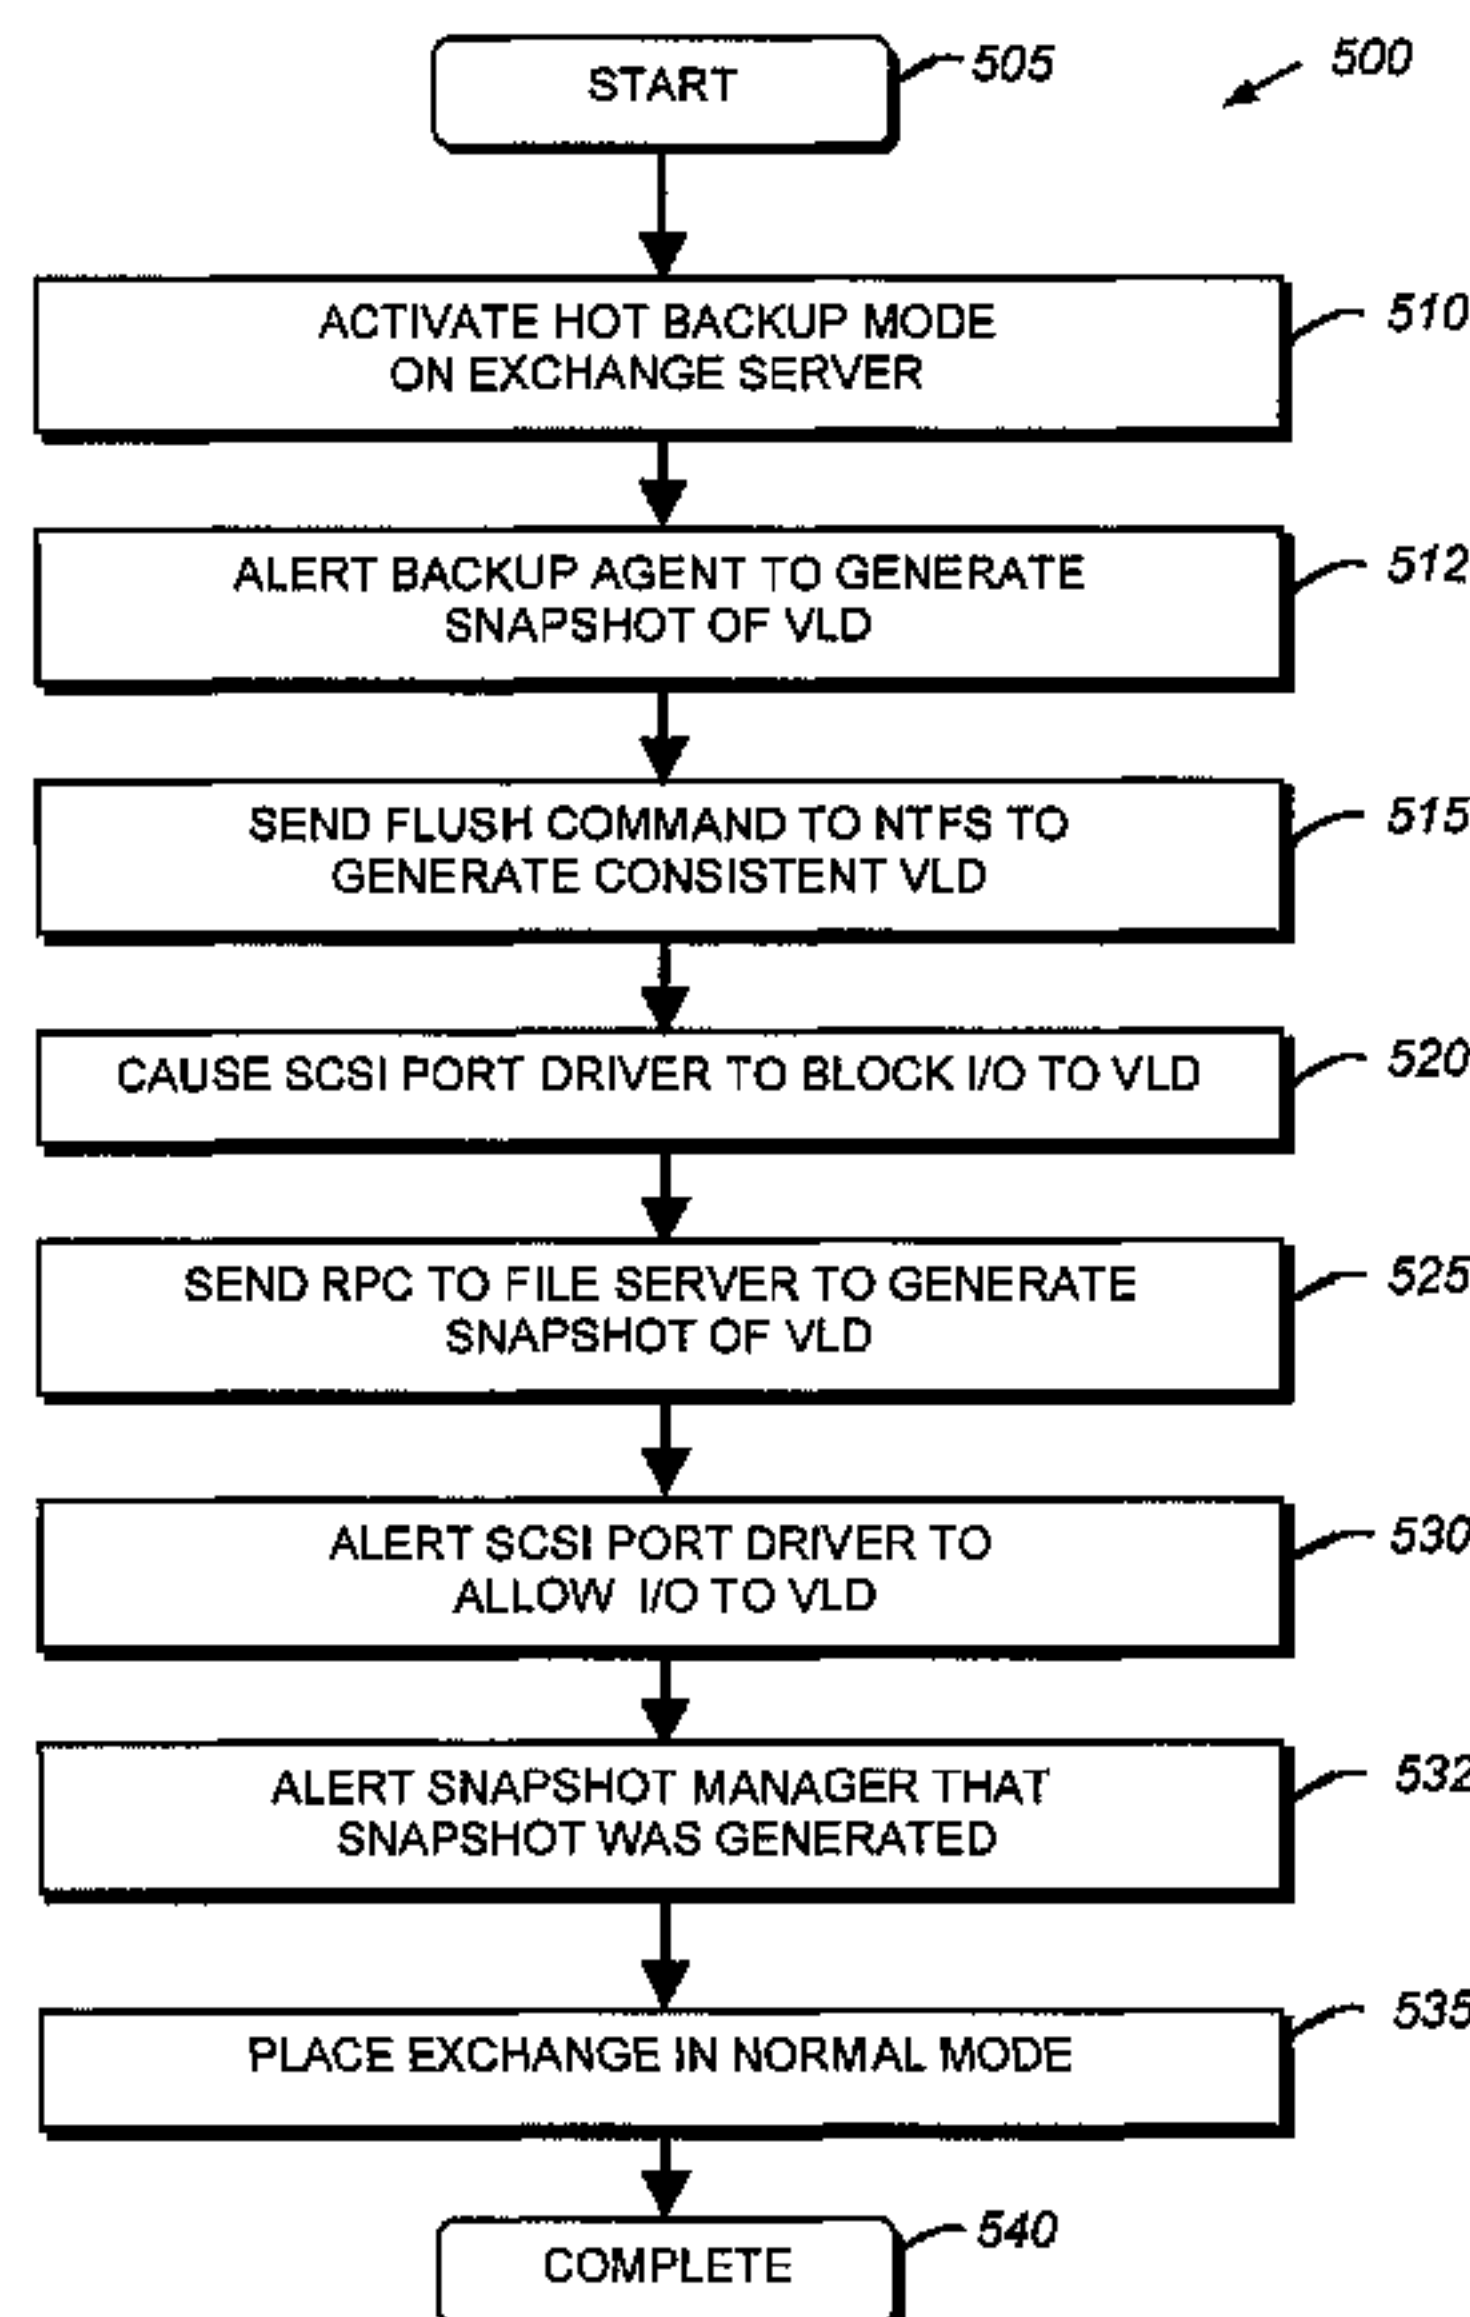 START
505
500
ACTIVATE HOT BACKUP MODE
ON EXCHANGE SERVER
510
ALERT BACKUP AGENT TO GENERATE
SNAPSHOT OF VLD
512
SEND FLUSH COMMAND TO NTFS TO
GENERATE CONSISTENT VLD
515
CAUSE SCSI PORT DRIVER TO BLOCK I/O TO VLD
520
SEND RPC TO FILE SERVER TO GENERATE
SNAPSHOT OF VLD
525
ALERT SCSI PORT DRIVER TO
ALLOW I/O TO VLD
530
ALERT SNAPSHOT MANAGER THAT
SNAPSHOT WAS GENERATED
532
PLACE EXCHANGE IN NORMAL MODE
535
COMPLETE
540